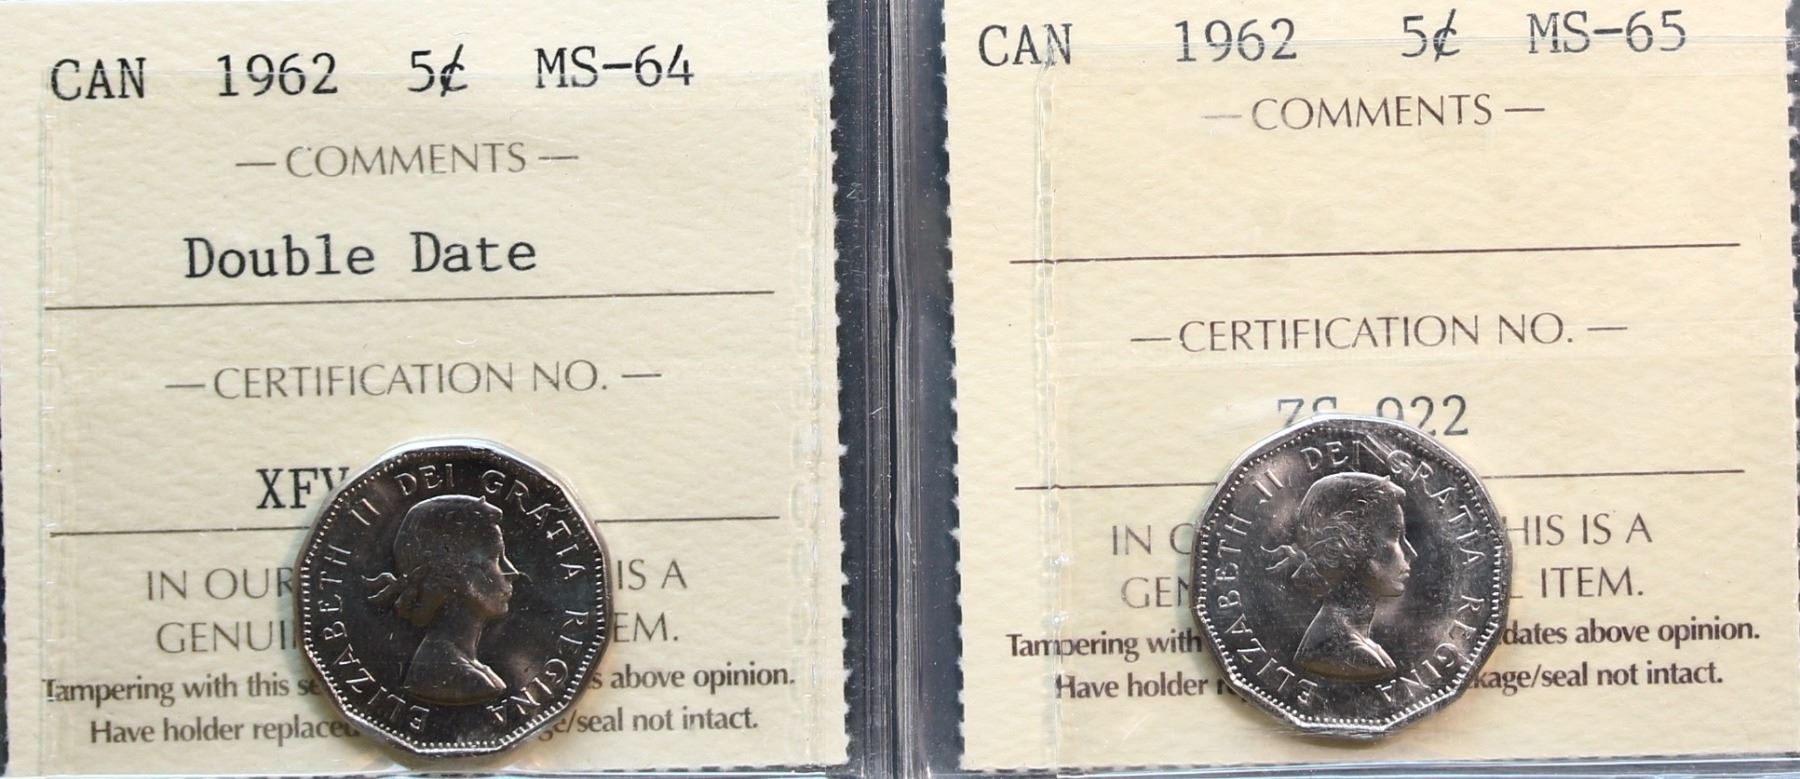 CAN 1962 5¢ MS-64
— COMMENTS —
Double Date
— CERTIFICATION NO. —
XFV
IN OUR IS A
GENUI EM.
Tampering with this se s above opinion.
Have holder replaced e/seal not intact.
ELIZABETH II DEI GRATIA REGINA
CAN 1962 5¢ MS-65
— COMMENTS —
— CERTIFICATION NO. —
ZS 922
IN O HIS IS A
GEN L ITEM.
Tampering with dates above opinion.
Have holder r kage/seal not intact.
ELIZABETH II DEI GRATIA REGINA